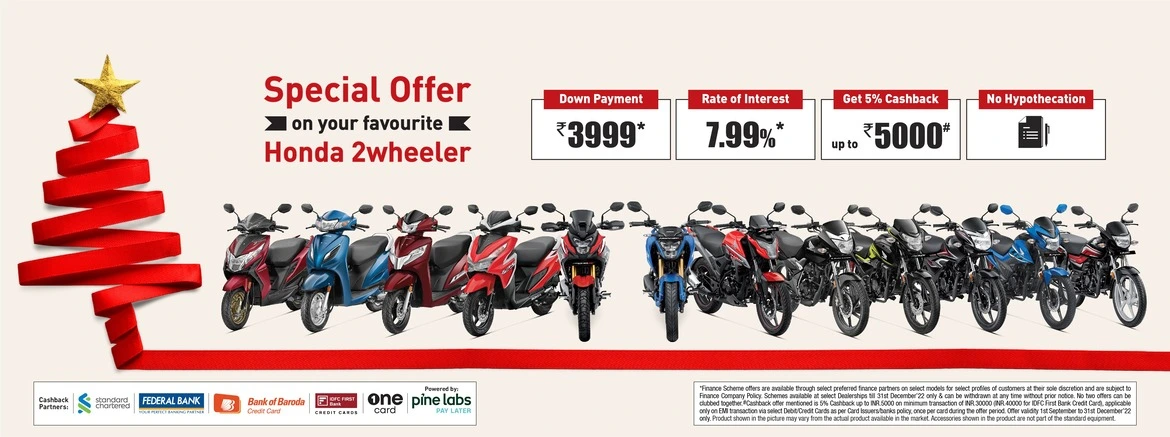 Special Offer
on your favourite
Honda 2wheeler
Down Payment
₹3999*
Rate of Interest
7.99%*
Get 5% Cashback
up to ₹5000#
No Hypothecation
Cashback
Partners:
standard
chartered
FEDERAL BANK
YOUR PERFECT BANKING PARTNER
Bank of Baroda
Credit Card
IDFC FIRST
Bank
CREDIT CARDS
one
card
Powered by:
pine labs
PAY LATER
*Finance Scheme offers are available through select preferred finance partners on select models for select profiles of customers at their sole discretion and are subject to
Finance Company Policy. Schemes available at select Dealerships till 31st December'22 only & can be withdrawn at any time without prior notice. No two offers can be
clubbed together.#Cashback offer mentioned is 5% Cashback up to INR.5000 on minimum transaction of INR.30000 (INR.40000 for IDFC First Bank Credit Card), applicable
only on EMI transaction via select Debit/Credit Cards as per Card Issuers/banks policy, once per card during the offer period. Offer validity 1st September to 31st December'22
only. Product shown in the picture may vary from the actual product available in the market. Accessories shown in the product are not part of the standard equipment.